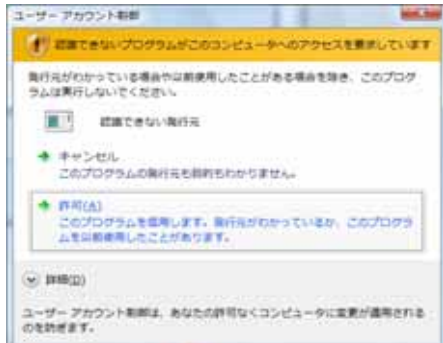 ユーザー アカウント制御
認識できないプログラムがこのコンピュータへのアクセスを要求しています
発行元がわかっている場合や以前使用したことがある場合を除き、このプログ
ラムは実行しないでください。
認識できない発行元
キャンセル
このプログラムの発行元も目的もわかりません。
許可(A)
このプログラムを信用します。発行元がわかっているか、このプログラ
ムを以前使用したことがあります。
詳細(D)
ユーザー アカウント制御は、あなたの許可なくコンピュータに変更が適用される
のを防ぎます。